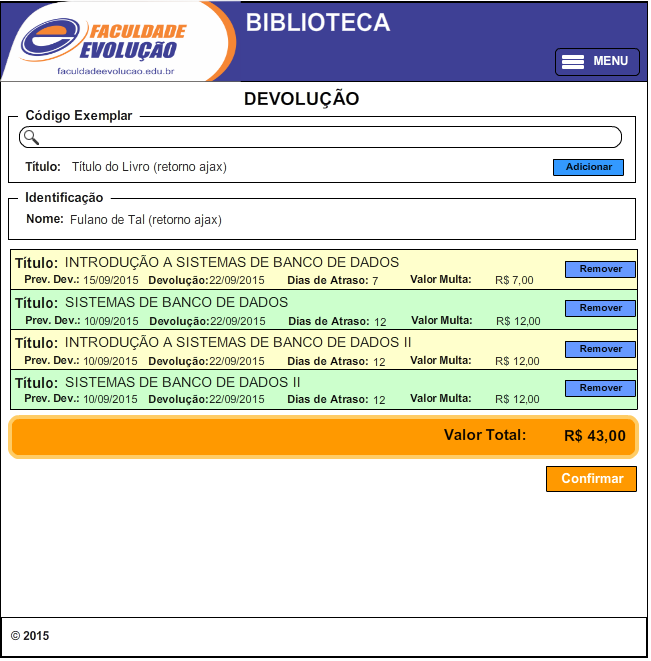 FACULDADE
EVOLUÇÃO
faculdadeevolucao.edu.br
BIBLIOTECA
MENU
DEVOLUÇÃO
Código Exemplar
Título: Título do Livro (retorno ajax)
Adicionar
Identificação
Nome: Fulano de Tal (retorno ajax)
Título: INTRODUÇÃO A SISTEMAS DE BANCO DE DADOS
Remover
Prev. Dev.: 15/09/2015 Devolução:22/09/2015 Dias de Atraso: 7 Valor Multa: R$ 7,00
Título: SISTEMAS DE BANCO DE DADOS
Remover
Prev. Dev.: 10/09/2015 Devolução:22/09/2015 Dias de Atraso: 12 Valor Multa: R$ 12,00
Título: INTRODUÇÃO A SISTEMAS DE BANCO DE DADOS II
Remover
Prev. Dev.: 10/09/2015 Devolução:22/09/2015 Dias de Atraso: 12 Valor Multa: R$ 12,00
Título: SISTEMAS DE BANCO DE DADOS II
Remover
Prev. Dev.: 10/09/2015 Devolução:22/09/2015 Dias de Atraso: 12 Valor Multa: R$ 12,00
Valor Total: R$ 43,00
Confirmar
© 2015